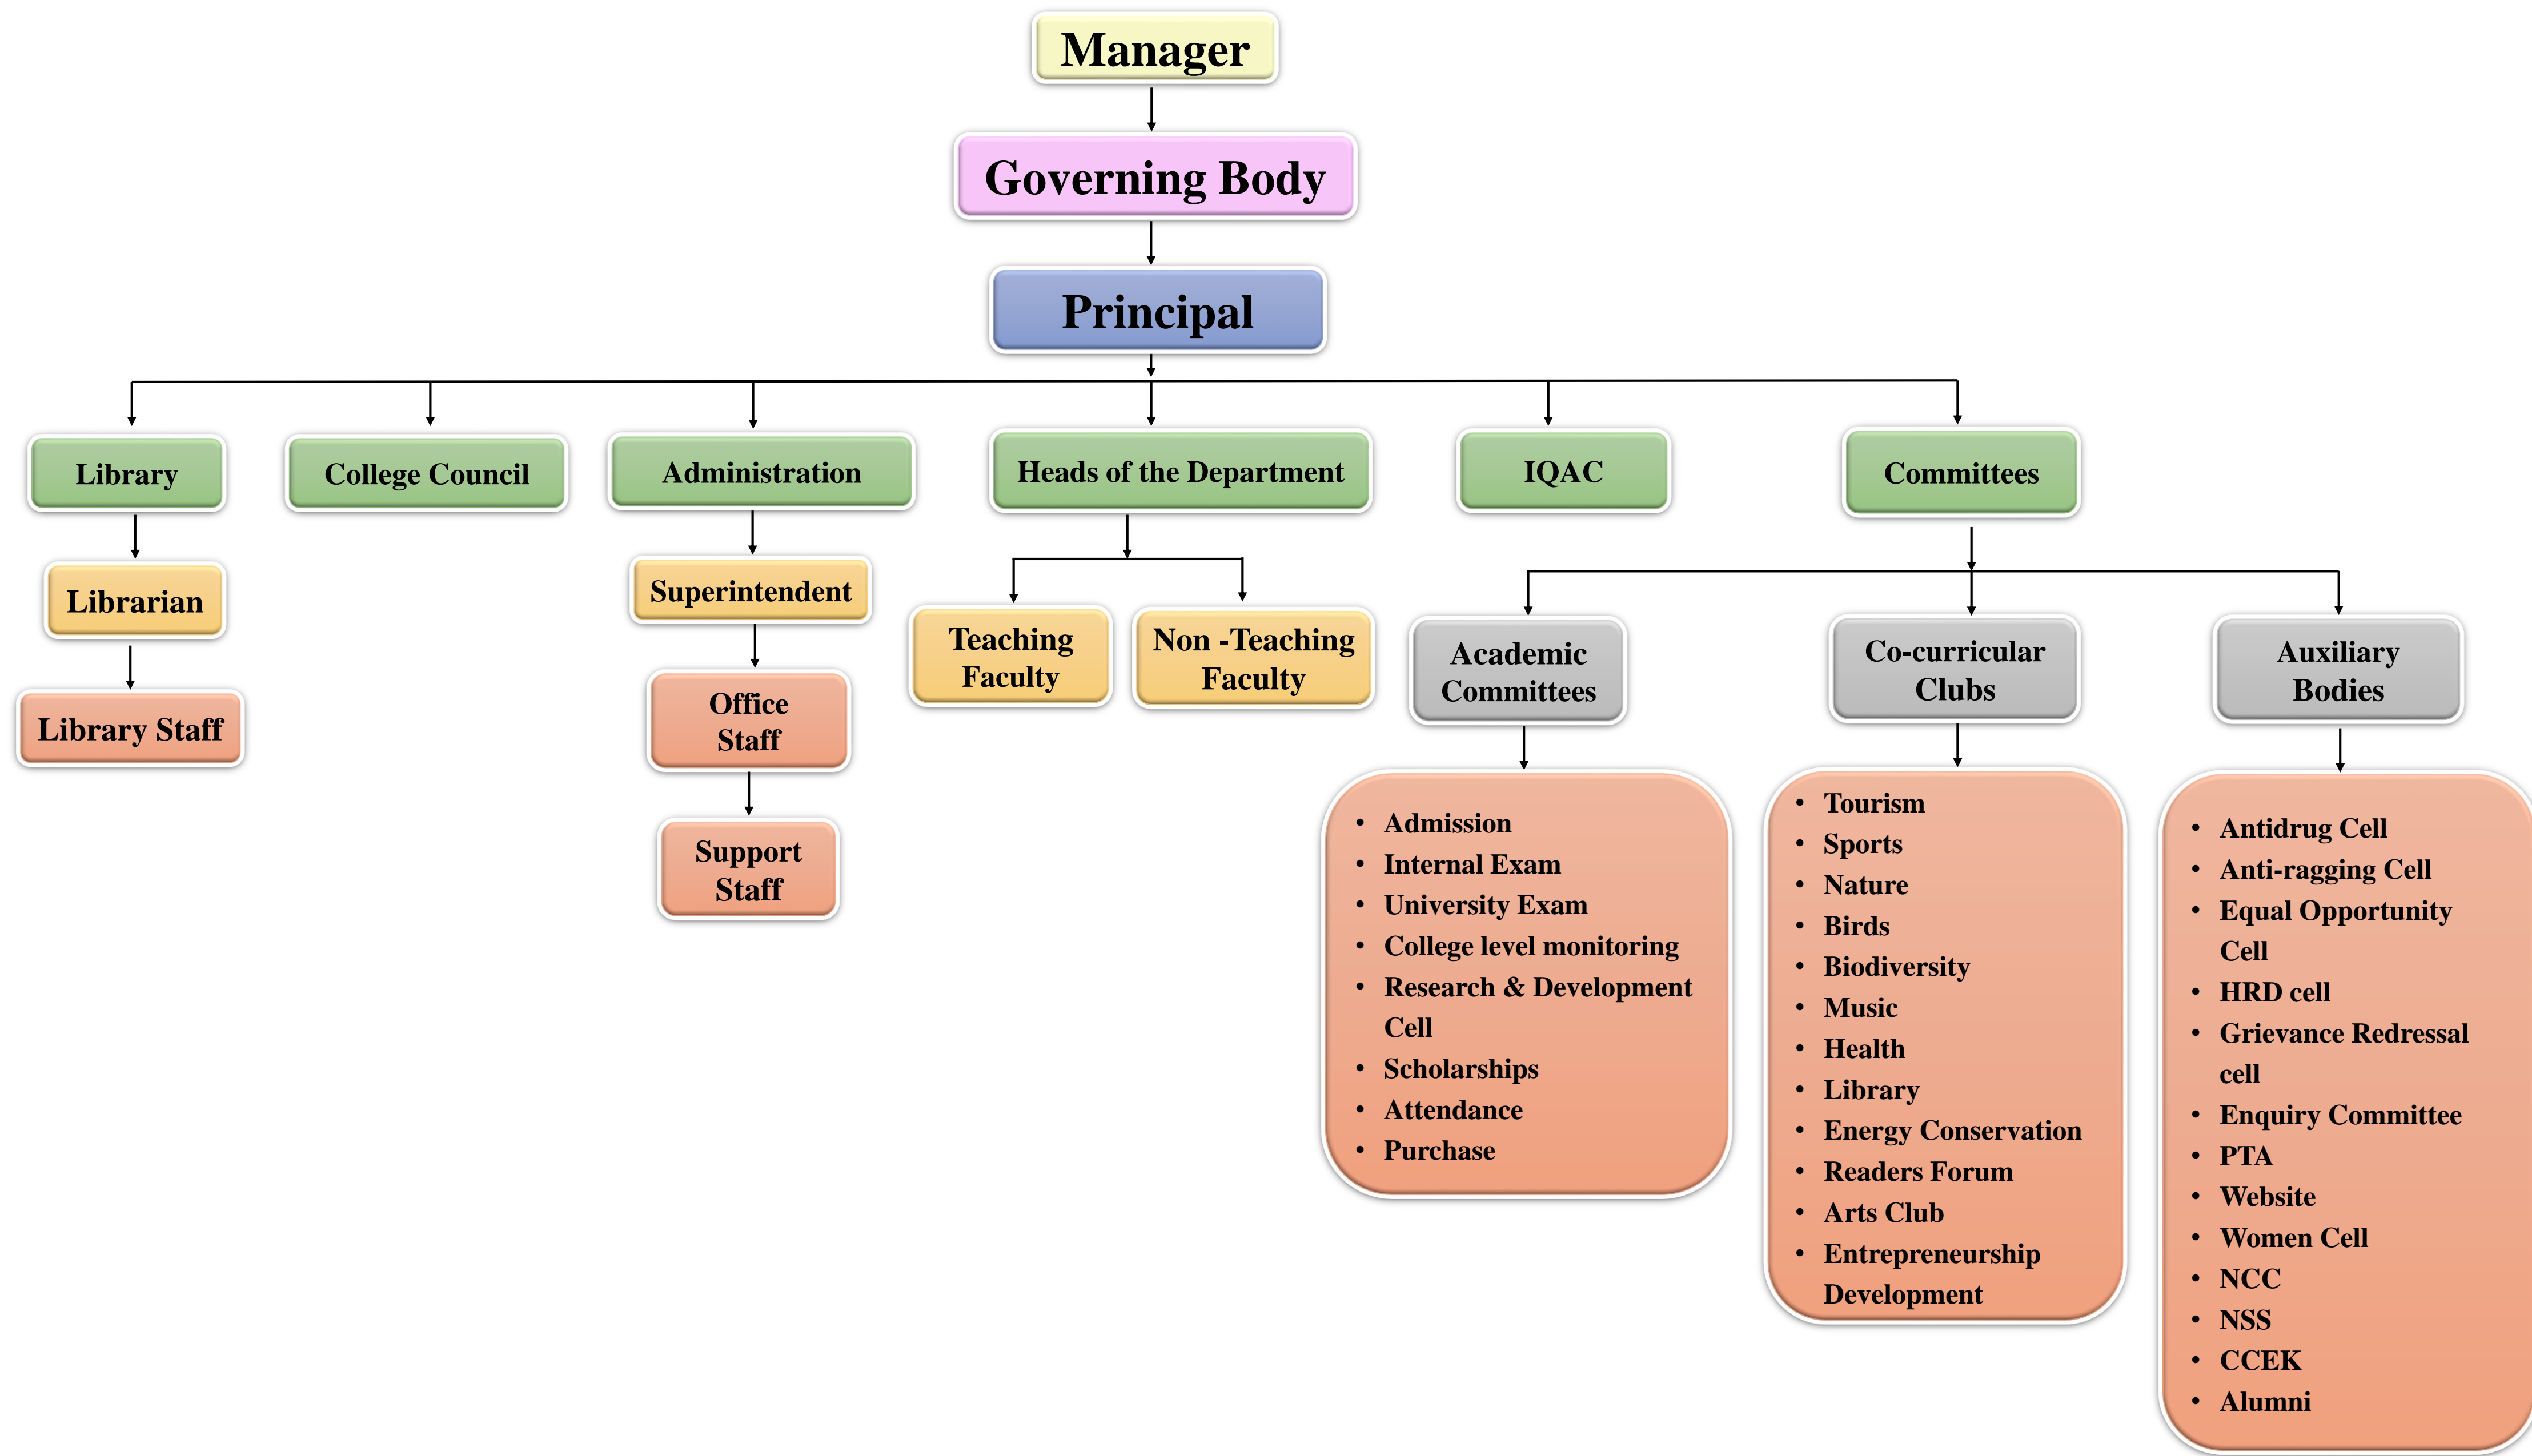 Manager
Governing Body
Principal
Library
College Council
Administration
Heads of the Department
IQAC
Committees
Librarian
Library Staff
Superintendent
Office
Staff
Support
Staff
Teaching
Faculty
Non -Teaching
Faculty
Academic
Committees
Co-curricular
Clubs
Auxiliary
Bodies
• Admission
• Internal Exam
• University Exam
• College level monitoring
• Research & Development
Cell
• Scholarships
• Attendance
• Purchase
• Tourism
• Sports
• Nature
• Birds
• Biodiversity
• Music
• Health
• Library
• Energy Conservation
• Readers Forum
• Arts Club
• Entrepreneurship
Development
• Antidrug Cell
• Anti-ragging Cell
• Equal Opportunity
Cell
• HRD cell
• Grievance Redressal
cell
• Enquiry Committee
• PTA
• Website
• Women Cell
• NCC
• NSS
• CCEK
• Alumni